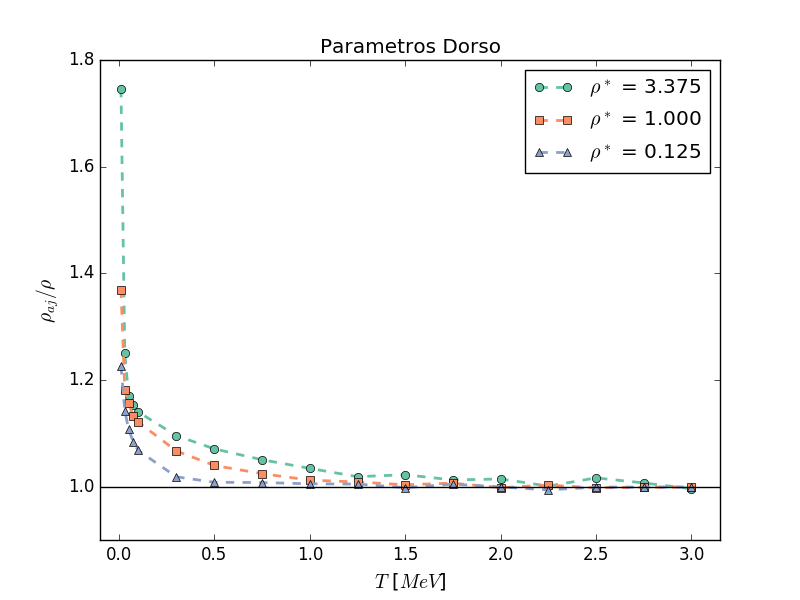 Parametros Dorso
ρ* = 3.375
ρ* = 1.000
ρ* = 0.125
1.8
1.6
1.4
1.2
1.0
ρ_aj/ρ
0.0 0.5 1.0 1.5 2.0 2.5 3.0
T [MeV]